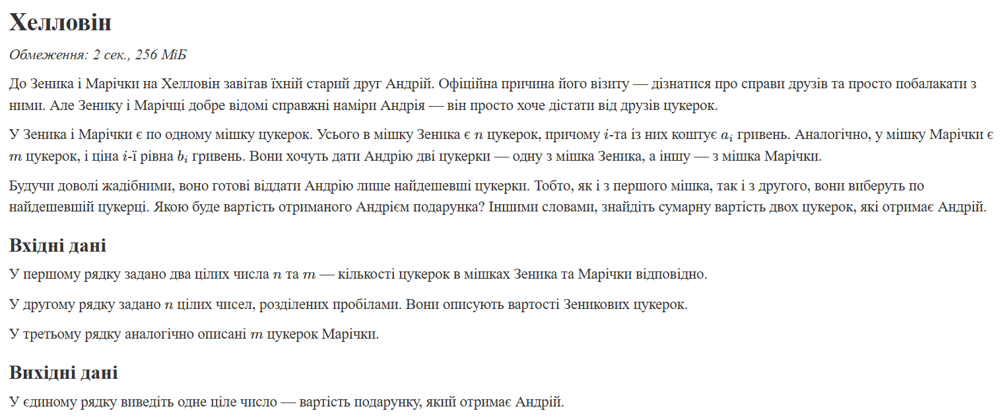 Хелловін
Обмеження: 2 сек., 256 МіБ
До Зеника і Марічки на Хелловін завітав їхній старий друг Андрій. Офіційна причина його візиту — дізнатися про справи друзів та просто побалакати з
ними. Але Зенику і Марічці добре відомі справжні наміри Андрія — він просто хоче дістати від друзів цукерок.
У Зеника і Марічки є по одному мішку цукерок. Усього в мішку Зеника є n цукерок, причому i-та із них коштує a_i гривень. Аналогічно, у мішку Марічки є
m цукерок, і ціна i-ї рівна b_i гривень. Вони хочуть дати Андрію дві цукерки — одну з мішка Зеника, а іншу — з мішка Марічки.
Будучи доволі жадібними, воно готові віддати Андрію лише найдешевші цукерки. Тобто, як і з першого мішка, так і з другого, вони виберуть по
найдешевшій цукерці. Якою буде вартість отриманого Андрієм подарунка? Іншими словами, знайдіть сумарну вартість двох цукерок, які отримає Андрій.
Вхідні дані
У першому рядку задано два цілих числа n та m — кількості цукерок в мішках Зеника та Марічки відповідно.
У другому рядку задано n цілих чисел, розділених пробілами. Вони описують вартості Зеникових цукерок.
У третьому рядку аналогічно описані m цукерок Марічки.
Вихідні дані
У єдиному рядку виведіть одне ціле число — вартість подарунку, який отримає Андрій.